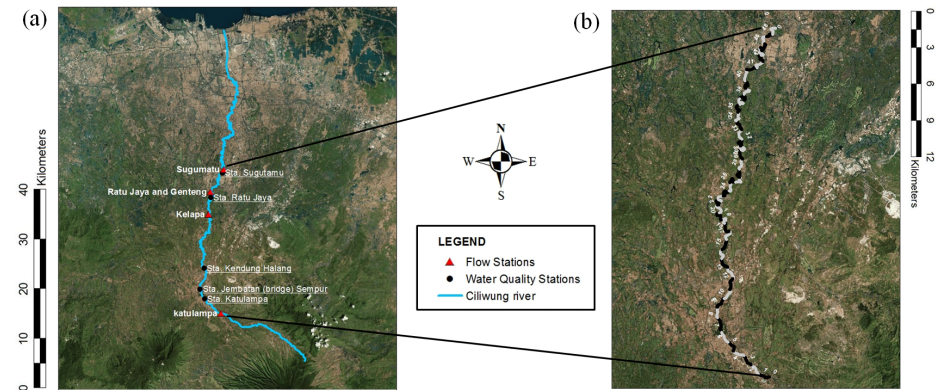 (a)
(b)
Sugumatu
Sta. Sugutamu
Ratu Jaya and Genteng
Sta. Ratu Jaya
Kelapa
Sta. Kendung Halang
Sta. Jembatan (bridge) Sempur
Sta. Katulampa
katulampa
Kilometers
40
30
20
10
0
N
W
E
S
LEGEND
Flow Stations
Water Quality Stations
Ciliwung river
0
3
6
9
12
Kilometers